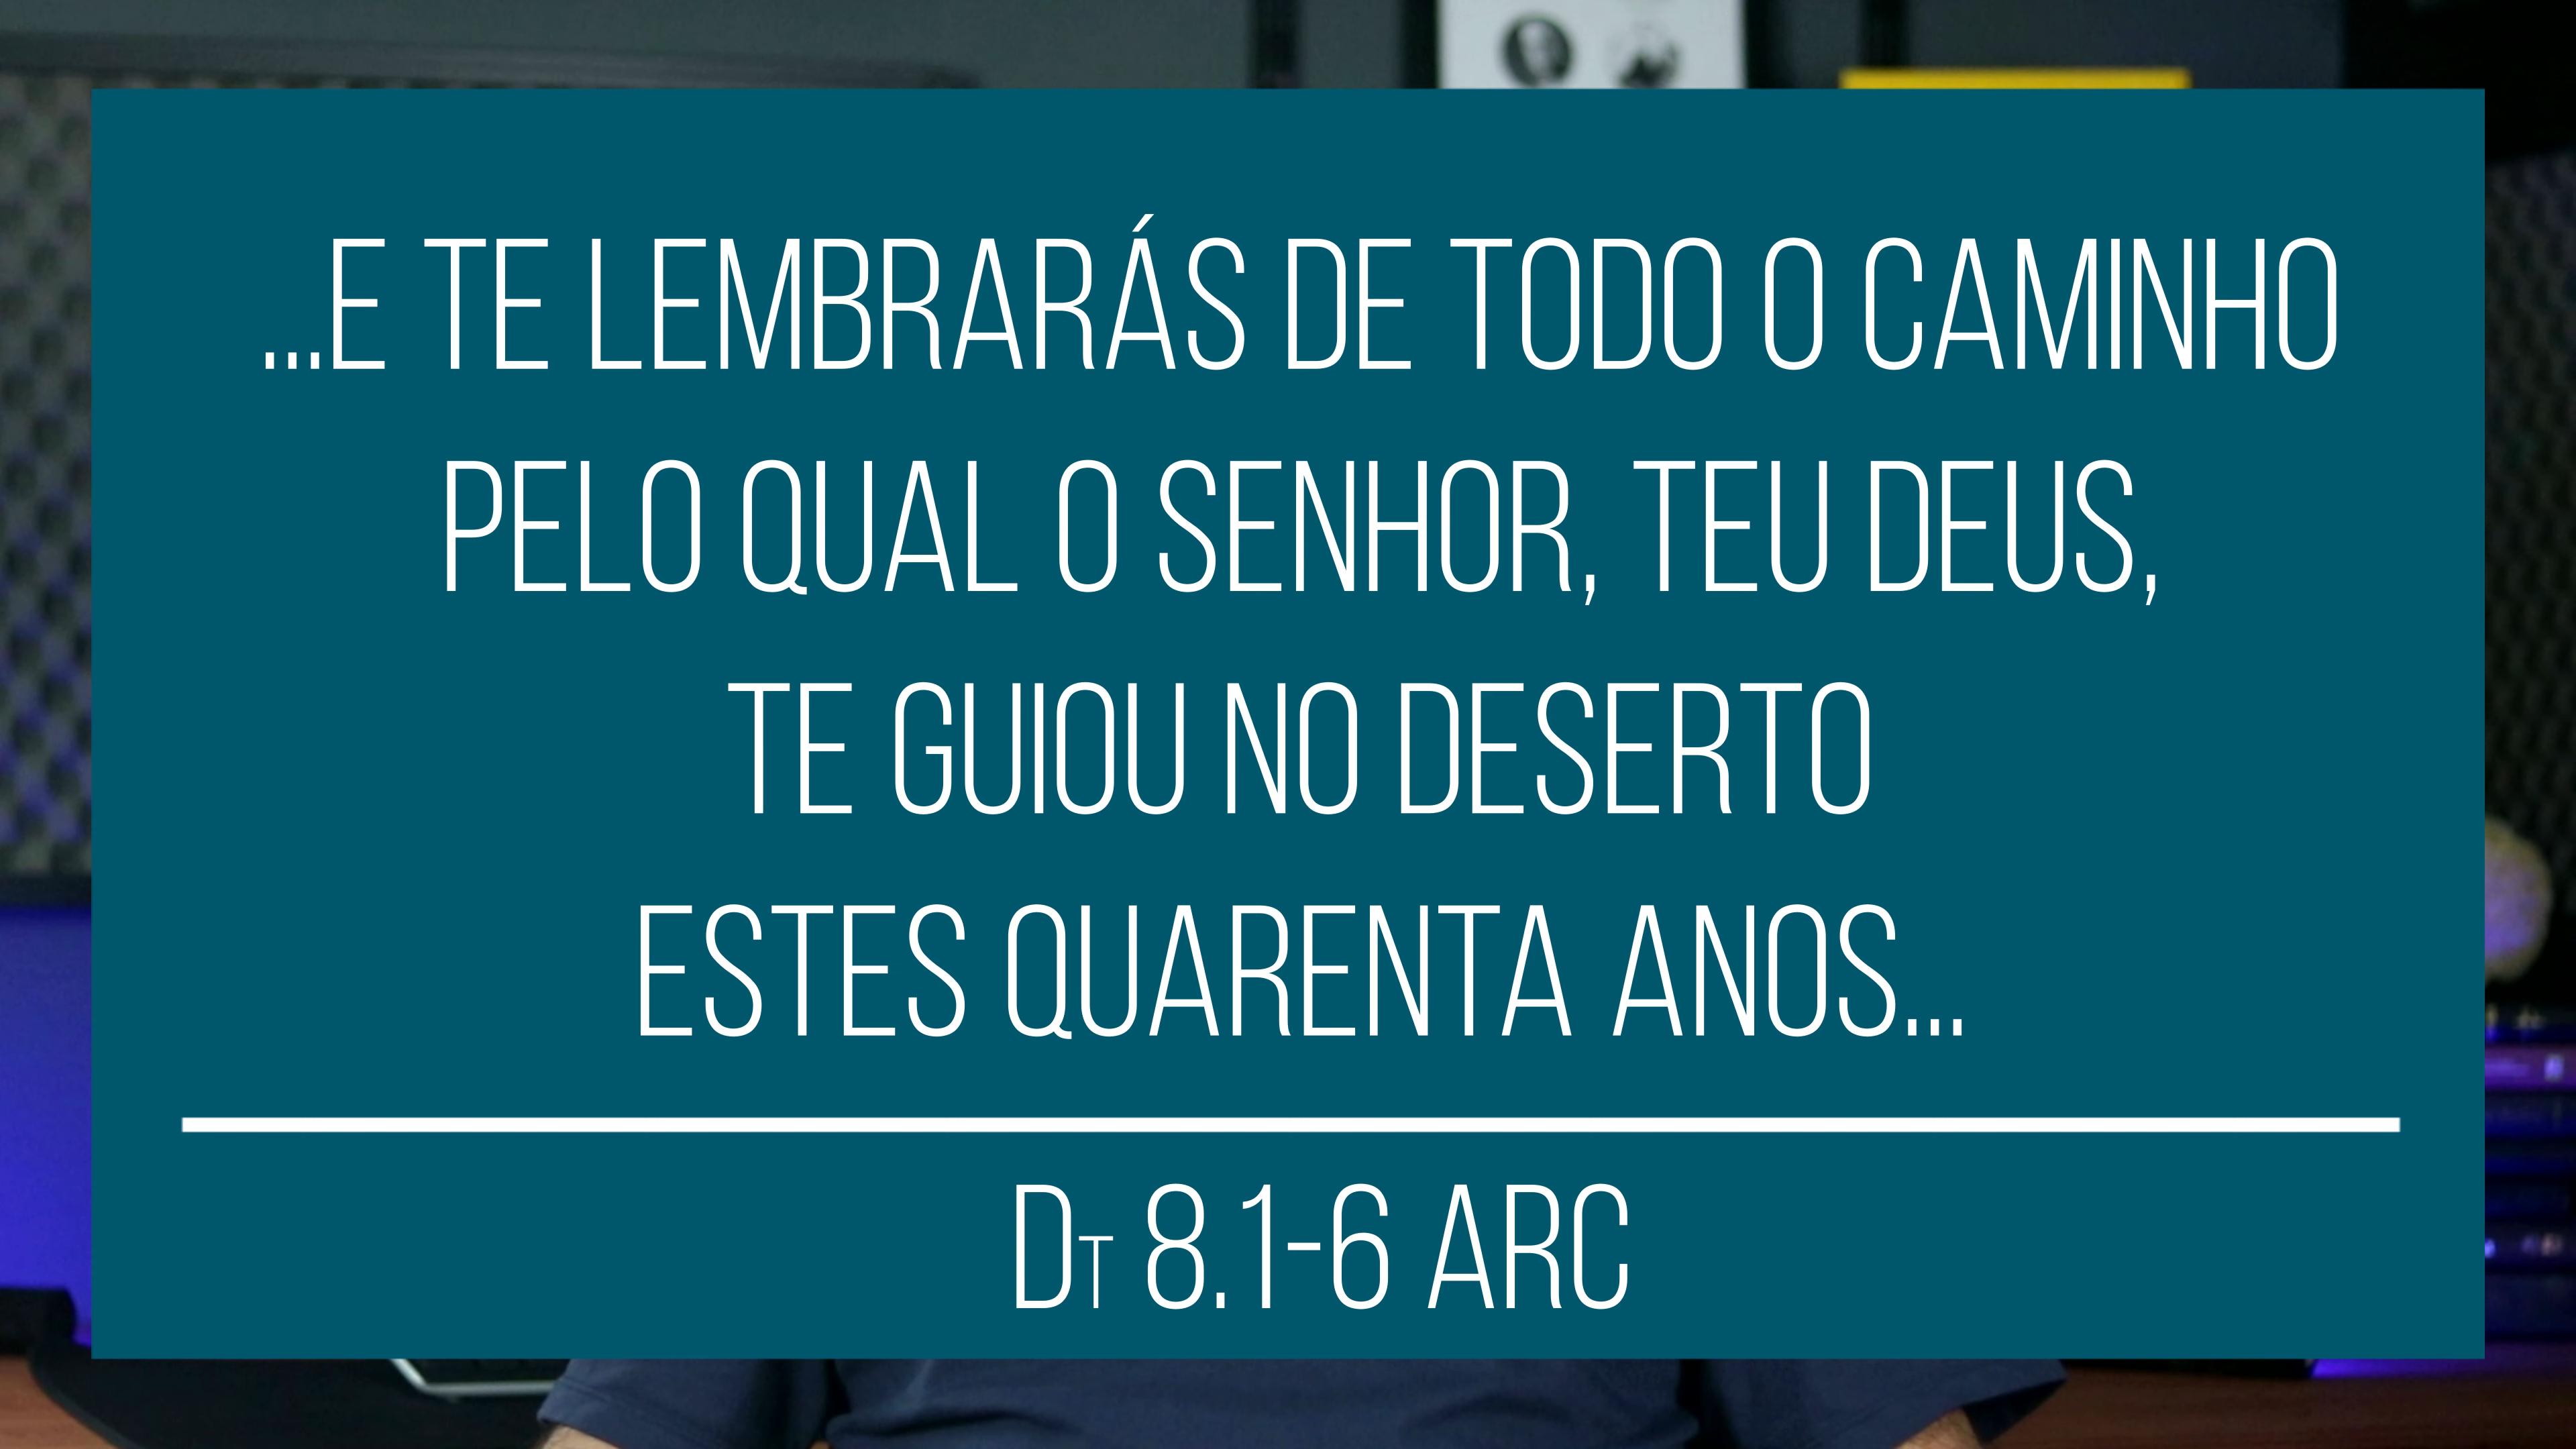 ...E TE LEMBRARÁS DE TODO O CAMINHO
PELO QUAL O SENHOR, TEU DEUS,
TE GUIOU NO DESERTO
ESTES QUARENTA ANOS...
DT 8.1-6 ARC